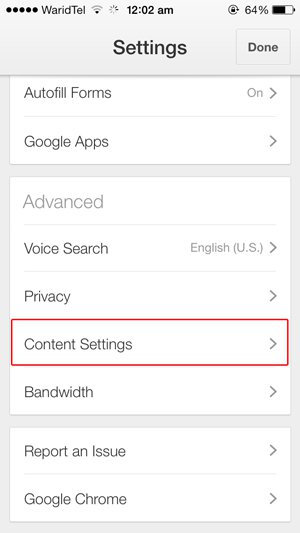 WaridTel 12:02 am 64%
Settings Done
Autofill Forms On
Google Apps
Advanced
Voice Search English (U.S.)
Privacy
Content Settings
Bandwidth
Report an Issue
Google Chrome